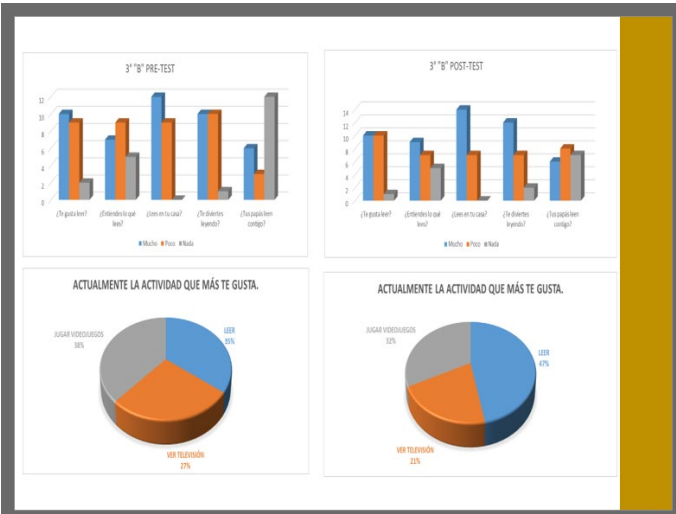 3° "B" PRE-TEST
12
10
8
6
4
2
0
¿Te gusta leer?
¿Entiendes lo qué
lees?
¿Lees en tu casa?
¿Te diviertes
leyendo?
¿Tus papás leen
contigo?
Mucho Poco Nada
3° "B" POST-TEST
14
12
10
8
6
4
2
0
¿Te gusta leer?
¿Entiendes lo qué
lees?
¿Lees en tu casa?
¿Te diviertes
leyendo?
¿Tus papás leen
contigo?
Mucho Poco Nada
ACTUALMENTE LA ACTIVIDAD QUE MÁS TE GUSTA.
JUGAR VIDEOJUEGOS
38%
LEER
35%
VER TELEVISIÓN
27%
ACTUALMENTE LA ACTIVIDAD QUE MÁS TE GUSTA.
JUGAR VIDEOJUEGOS
32%
LEER
47%
VER TELEVISIÓN
21%